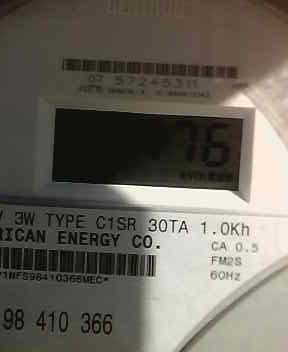 07 57245311
76
V 3W TYPE C1SR 30TA 1.0Kh
RICAN ENERGY CO.
CA 0.5
FM2S
60Hz
98 410 366